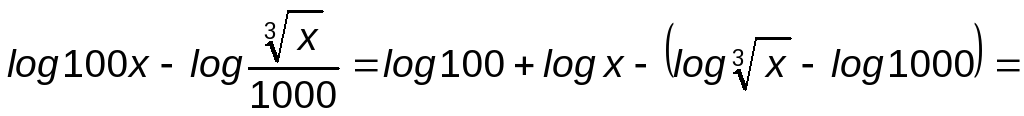 log100x - log ∛x/1000 = log100 + log x - (log ∛x - log1000) =